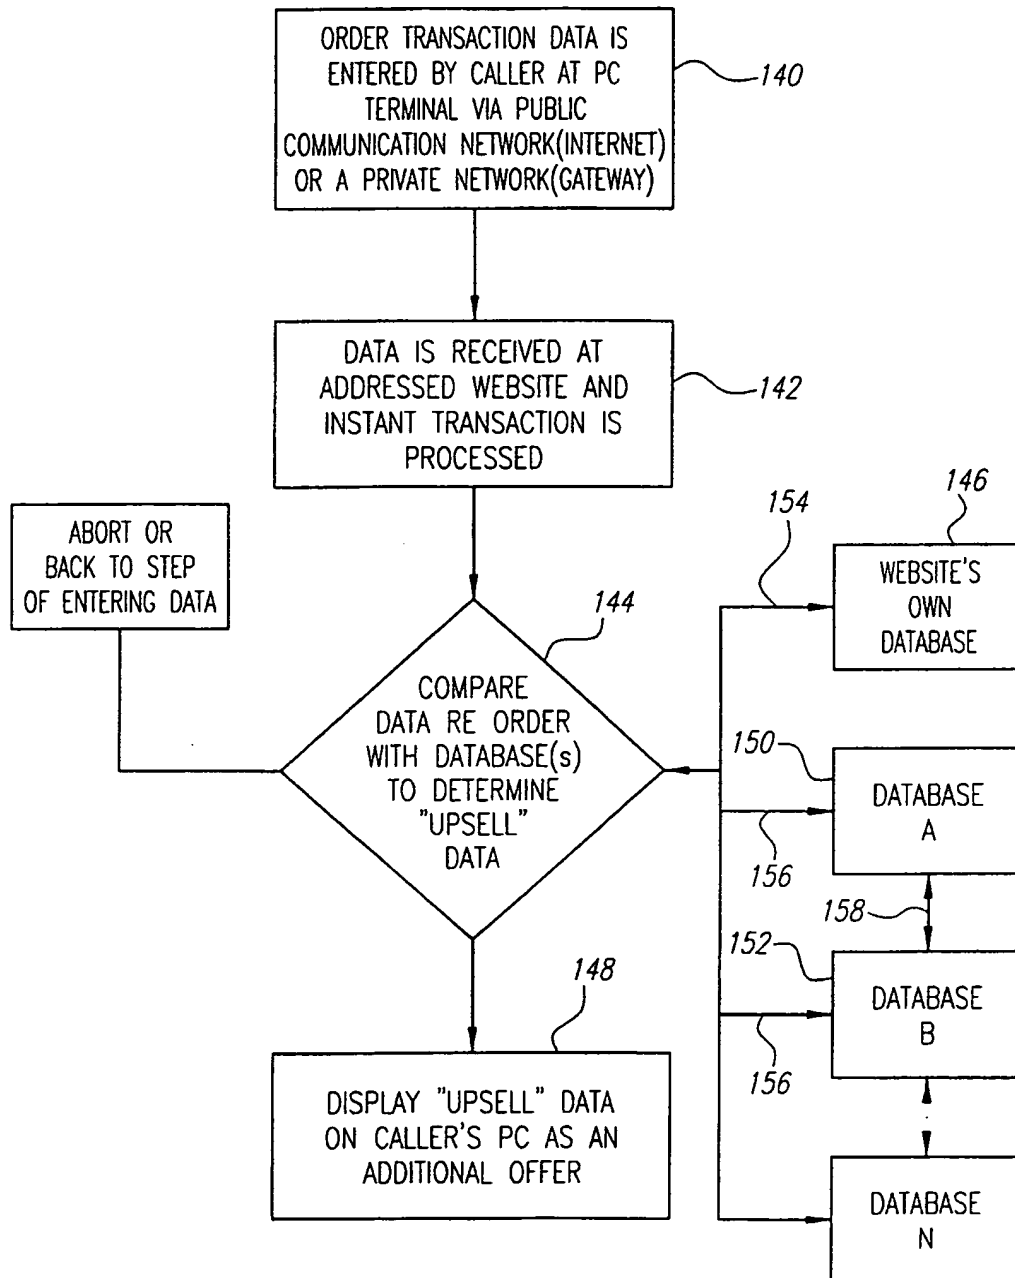 ORDER TRANSACTION DATA IS
ENTERED BY CALLER AT PC
TERMINAL VIA PUBLIC
COMMUNICATION NETWORK(INTERNET)
OR A PRIVATE NETWORK(GATEWAY)
140
DATA IS RECEIVED AT
ADDRESSED WEBSITE AND
INSTANT TRANSACTION IS
PROCESSED
142
ABORT OR
BACK TO STEP
OF ENTERING DATA
144
COMPARE
DATA RE ORDER
WITH DATABASE(s)
TO DETERMINE
"UPSELL"
DATA
154
146
WEBSITE'S
OWN
DATABASE
150
DATABASE
A
156
158
152
DATABASE
B
156
148
DISPLAY "UPSELL" DATA
ON CALLER'S PC AS AN
ADDITIONAL OFFER
DATABASE
N